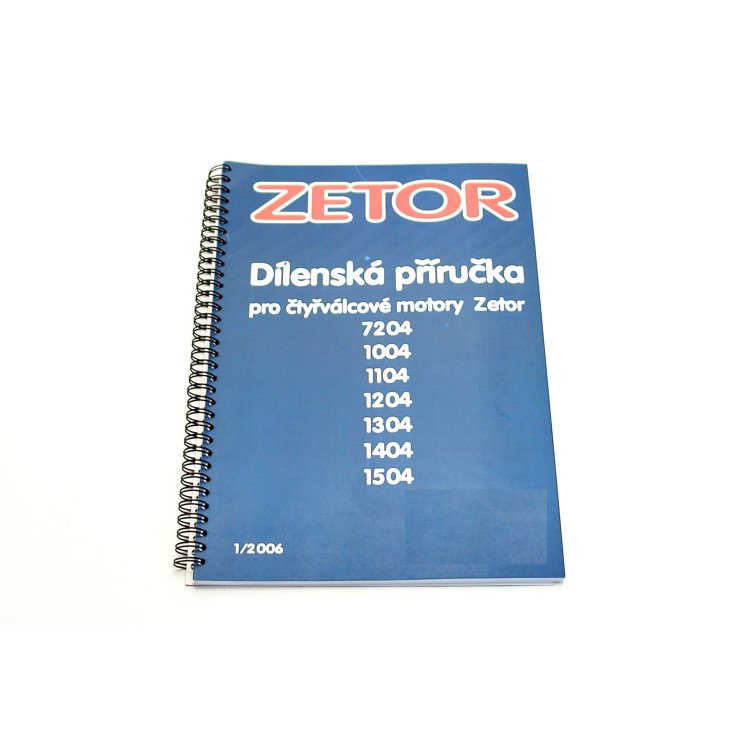 ZETOR
Dílenská příručka
pro čtyřválcové motory Zetor
7204
1004
1104
1204
1304
1404
1504
1/2006